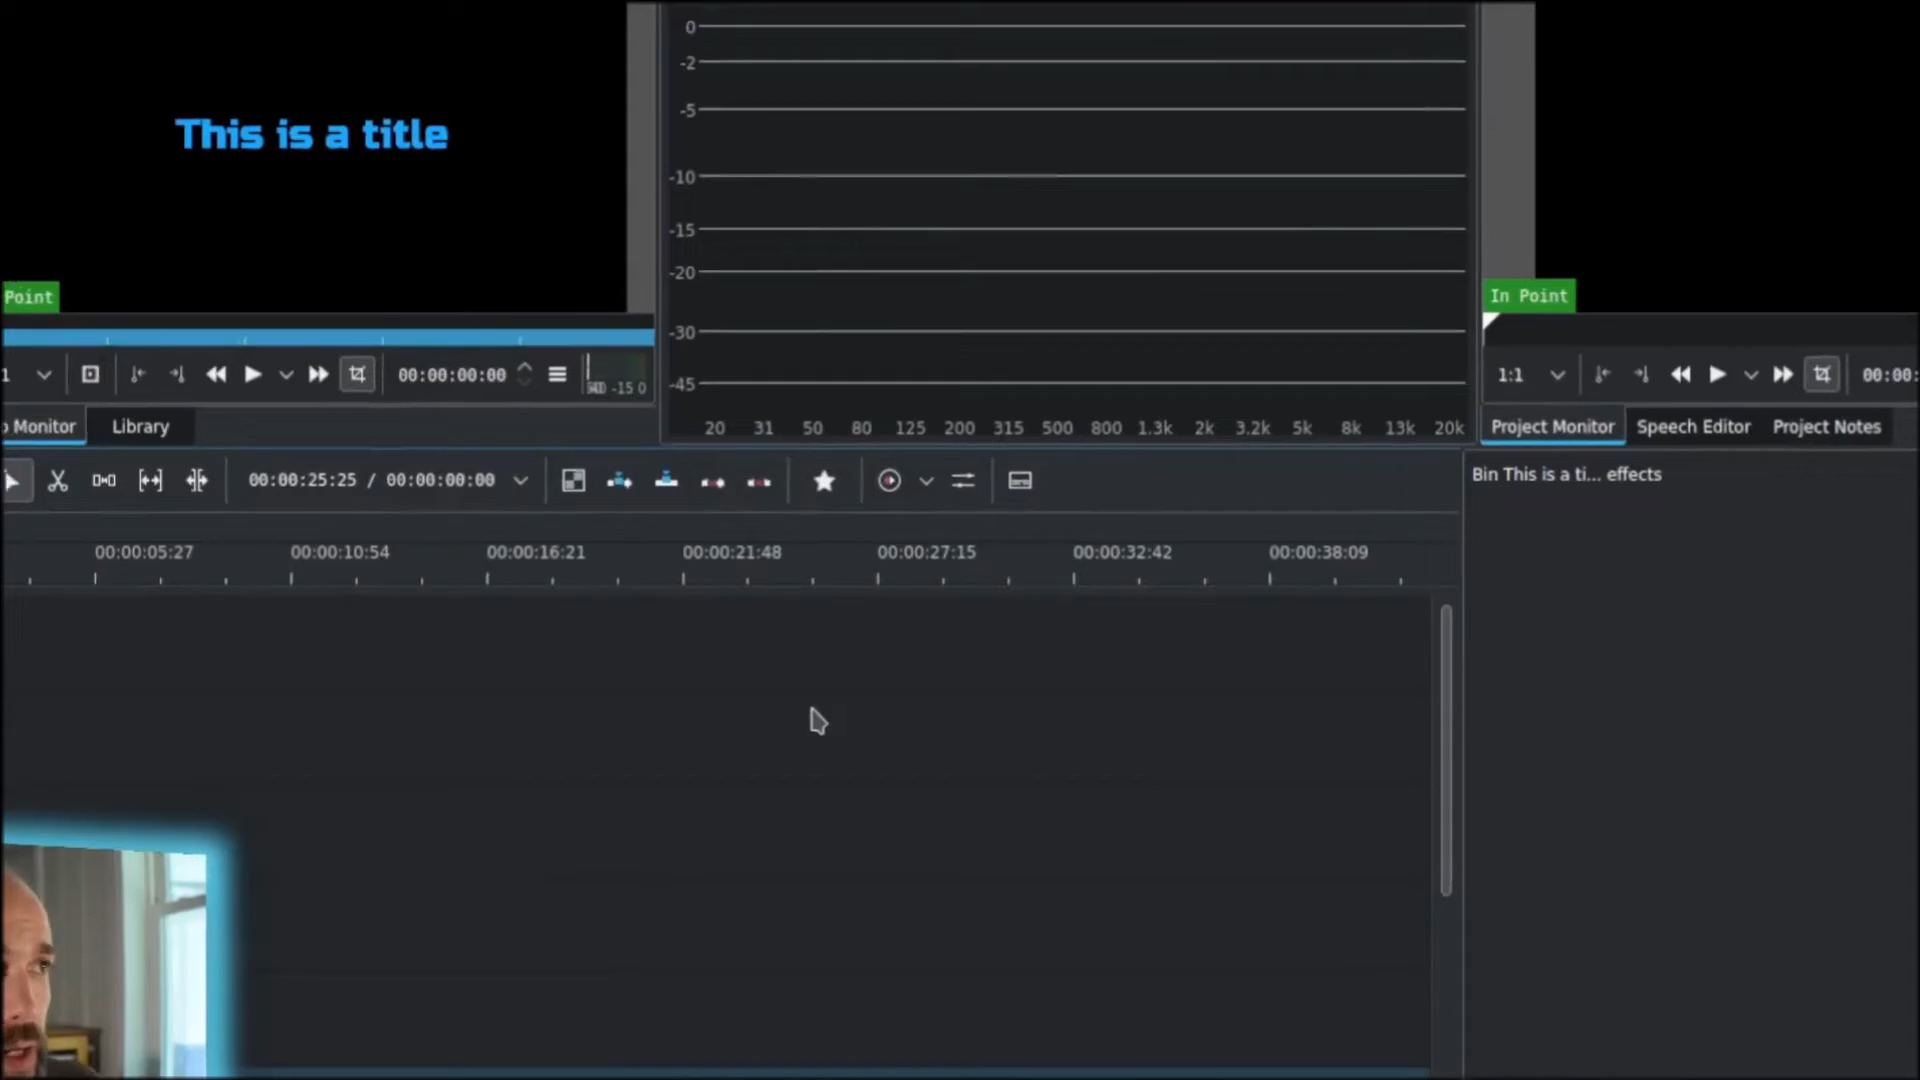 This is a title
Point
1
00:00:00:00
-15 0
o Monitor
Library
0
-2
-5
-10
-15
-20
-30
-45
20 31 50 80 125 200 315 500 800 1.3k 2k 3.2k 5k 8k 13k 20k
In Point
1:1
00:00:
Project Monitor
Speech Editor
Project Notes
00:00:25:25 / 00:00:00:00
Bin This is a ti... effects
00:00:05:27 00:00:10:54 00:00:16:21 00:00:21:48 00:00:27:15 00:00:32:42 00:00:38:09